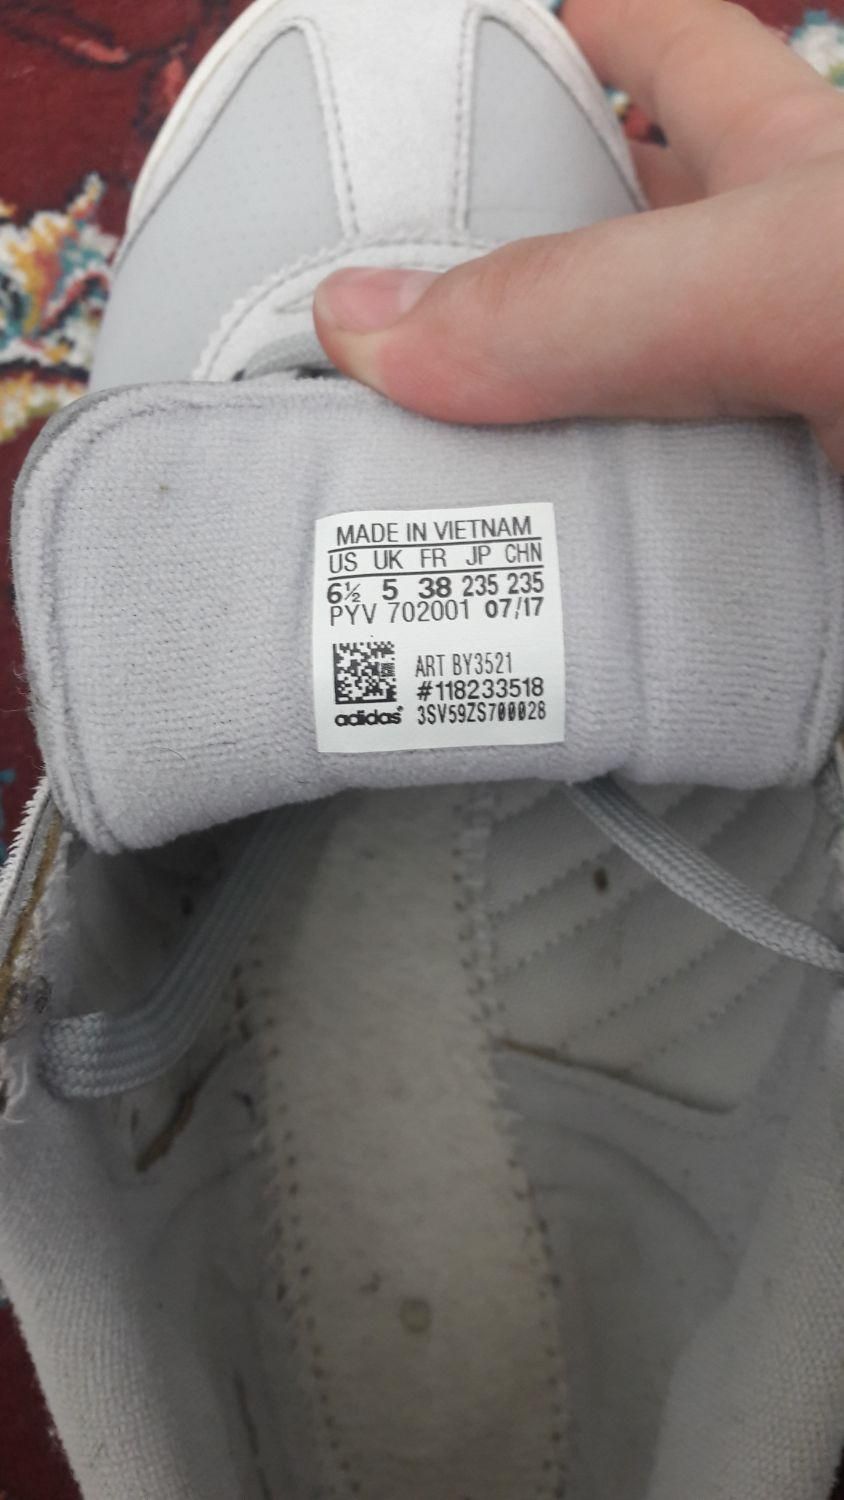 MADE IN VIETNAM
US UK FR JP CHN
6½ 5 38 235 235
PYV 702001 07/17
ART BY3521
#118233518
adidas® 3SV59ZS700028